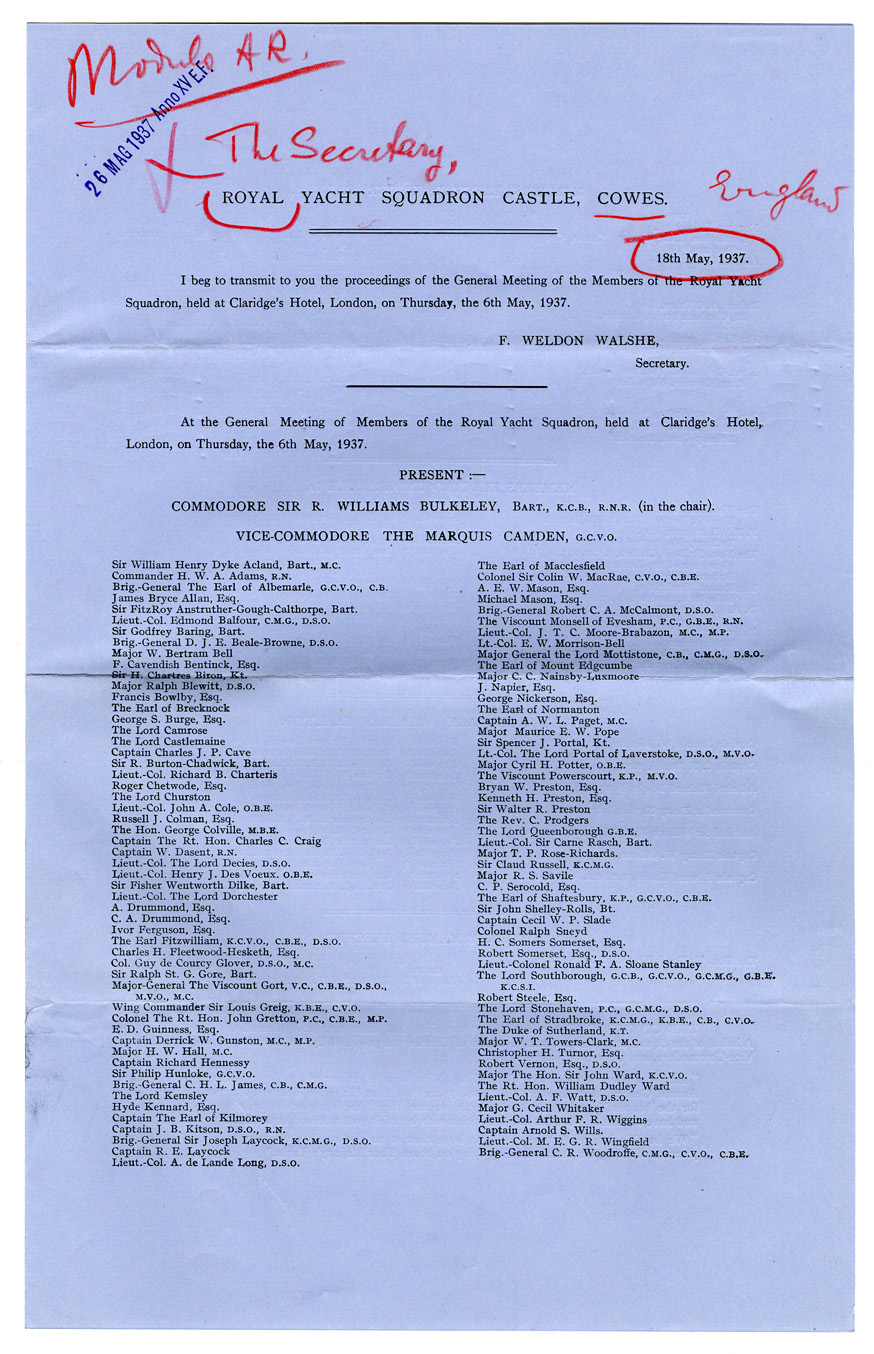 Modulo A.R.
26 MAG 1937 Anno XV E.F.
The Secretary,
ROYAL YACHT SQUADRON CASTLE, COWES.
England
18th May, 1937.
I beg to transmit to you the proceedings of the General Meeting of the Members of the Royal Yacht
Squadron, held at Claridge's Hotel, London, on Thursday, the 6th May, 1937.
F. WELDON WALSHE,
Secretary.
At the General Meeting of Members of the Royal Yacht Squadron, held at Claridge's Hotel,
London, on Thursday, the 6th May, 1937.
PRESENT :—
COMMODORE SIR R. WILLIAMS BULKELEY, BART., K.C.B., R.N.R. (in the chair).
VICE-COMMODORE THE MARQUIS CAMDEN, G.C.V.O.
Sir William Henry Dyke Acland, Bart., M.C.
Commander H. W. A. Adams, R.N.
Brig.-General The Earl of Albemarle, G.C.V.O., C.B.
James Bryce Allan, Esq.
Sir FitzRoy Anstruther-Gough-Calthorpe, Bart.
Lieut.-Col. Edmond Balfour, C.M.G., D.S.O.
Sir Godfrey Baring, Bart.
Brig.-General D. J. E. Beale-Browne, D.S.O.
Major W. Bertram Bell
F. Cavendish Bentinck, Esq.
Sir H. Chartres Biron, Kt.
Major Ralph Blewitt, D.S.O.
Francis Bowlby, Esq.
The Earl of Brecknock
George S. Burge, Esq.
The Lord Camrose
The Lord Castlemaine
Captain Charles J. P. Cave
Sir R. Burton-Chadwick, Bart.
Lieut.-Col. Richard B. Charteris
Roger Chetwode, Esq.
The Lord Churston
Lieut.-Col. John A. Cole, O.B.E.
Russell J. Colman, Esq.
The Hon. George Colville, M.B.E.
Captain The Rt. Hon. Charles C. Craig
Captain W. Dasent, R.N.
Lieut.-Col. The Lord Decies, D.S.O.
Lieut.-Col. Henry J. Des Voeux. O.B.E.
Sir Fisher Wentworth Dilke, Bart.
Lieut.-Col. The Lord Dorchester
A. Drummond, Esq.
C. A. Drummond, Esq.
Ivor Ferguson, Esq.
The Earl Fitzwilliam, K.C.V.O., C.B.E., D.S.O.
Charles H. Fleetwood-Hesketh, Esq.
Col. Guy de Courcy Glover, D.S.O., M.C.
Sir Ralph St. G. Gore, Bart.
Major-General The Viscount Gort, V.C., C.B.E., D.S.O.,
M.V.O., M.C.
Wing Commander Sir Louis Greig, K.B.E., C.V.O.
Colonel The Rt. Hon. John Gretton, P.C., C.B.E., M.P.
E. D. Guinness, Esq.
Captain Derrick W. Gunston, M.C., M.P.
Major H. W. Hall, M.C.
Captain Richard Hennessy
Sir Philip Hunloke, G.C.V.O.
Brig.-General C. H. L. James, C.B., C.M.G.
The Lord Kemsley
Hyde Kennard, Esq.
Captain The Earl of Kilmorey
Captain J. B. Kitson, D.S.O., R.N.
Brig.-General Sir Joseph Laycock, K.C.M.G., D.S.O.
Captain R. E. Laycock
Lieut.-Col. A. de Lande Long, D.S.O.
The Earl of Macclesfield
Colonel Sir Colin W. MacRae, C.V.O., C.B.E.
A. E. W. Mason, Esq.
Michael Mason, Esq.
Brig.-General Robert C. A. McCalmont, D.S.O.
The Viscount Monsell of Evesham, P.C., G.B.E., R.N.
Lieut.-Col. J. T. C. Moore-Brabazon, M.C., M.P.
Lt.-Col. E. W. Morrison-Bell
Major General the Lord Mottistone, C.B., C.M.G., D.S.O.
The Earl of Mount Edgcumbe
Major C. C. Nainsby-Luxmoore
J. Napier, Esq.
George Nickerson, Esq.
The Earl of Normanton
Captain A. W. L. Paget, M.C.
Major Maurice E. W. Pope
Sir Spencer J. Portal, Kt.
Lt.-Col. The Lord Portal of Laverstoke, D.S.O., M.V.O.
Major Cyril H. Potter, O.B.E.
The Viscount Powerscourt, K.P., M.V.O.
Bryan W. Preston, Esq.
Kenneth H. Preston, Esq.
Sir Walter R. Preston
The Rev. C. Prodgers
The Lord Queenborough G.B.E.
Lieut.-Col. Sir Carne Rasch, Bart.
Major T. P. Rose-Richards.
Sir Claud Russell, K.C.M.G.
Major R. S. Savile
C. P. Serocold, Esq.
The Earl of Shaftesbury, K.P., G.C.V.O., C.B.E.
Sir John Shelley-Rolls, Bt.
Captain Cecil W. P. Slade
Colonel Ralph Sneyd
H. C. Somers Somerset, Esq.
Robert Somerset, Esq., D.S.O.
Lieut.-Colonel Ronald F. A. Sloane Stanley
The Lord Southborough, G.C.B., G.C.V.O., G.C.M.G., G.B.E.
K.C.S.I.
Robert Steele, Esq.
The Lord Stonehaven, P.C., G.C.M.G., D.S.O.
The Earl of Stradbroke, K.C.M.G., K.B.E., C.B., C.V.O.
The Duke of Sutherland, K.T.
Major W. T. Towers-Clark, M.C.
Christopher H. Turnor, Esq.
Robert Vernon, Esq., D.S.O.
Major The Hon. Sir John Ward, K.C.V.O.
The Rt. Hon. William Dudley Ward
Lieut.-Col. A. F. Watt, D.S.O.
Major G. Cecil Whitaker
Lieut.-Col. Arthur F. R. Wiggins
Captain Arnold S. Wills.
Lieut.-Col. M. E. G. R. Wingfield
Brig.-General C. R. Woodroffe, C.M.G., C.V.O., C.B.E.